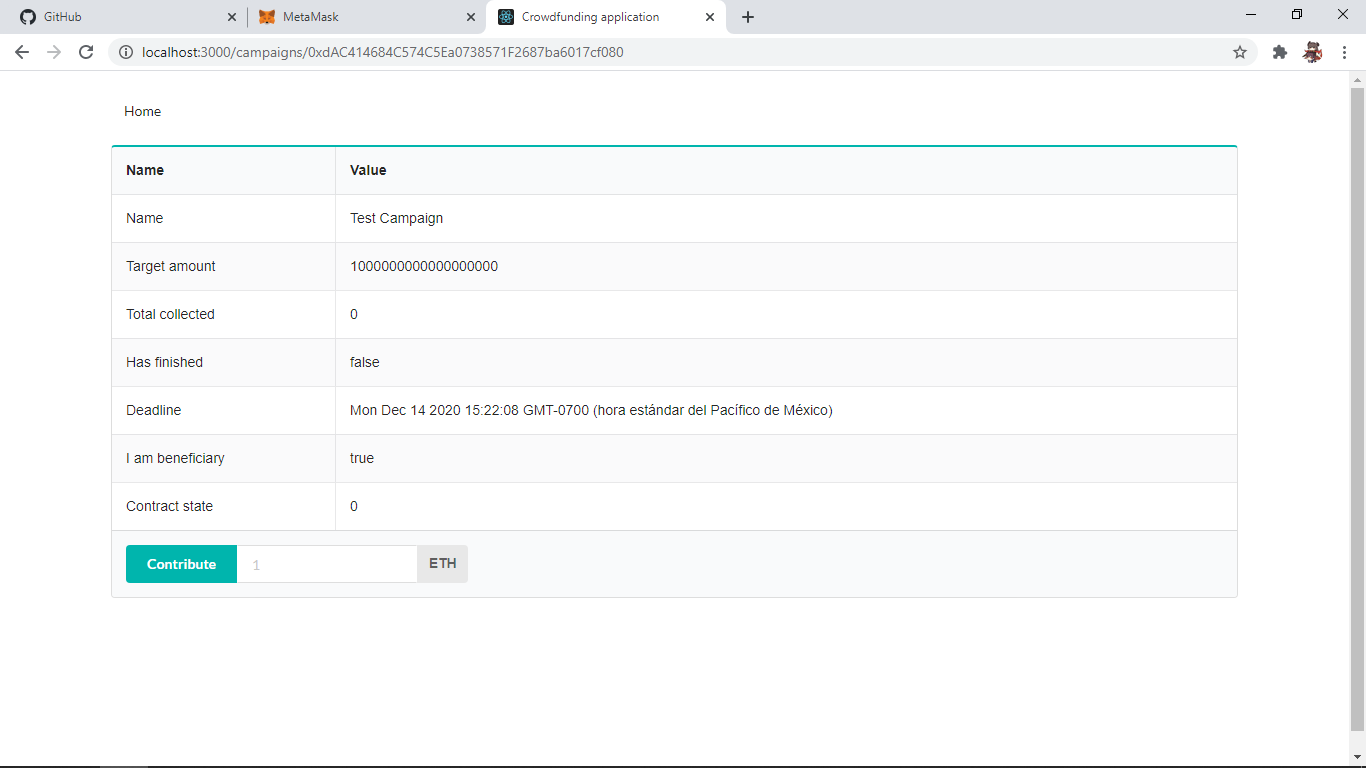 GitHub MetaMask Crowdfunding application
localhost:3000/campaigns/0xdAC414684C574C5Ea0738571F2687ba6017cf080
Home
Name Value
Name Test Campaign
Target amount 1000000000000000000
Total collected 0
Has finished false
Deadline Mon Dec 14 2020 15:22:08 GMT-0700 (hora estándar del Pacífico de México)
I am beneficiary true
Contract state 0
Contribute 1 ETH